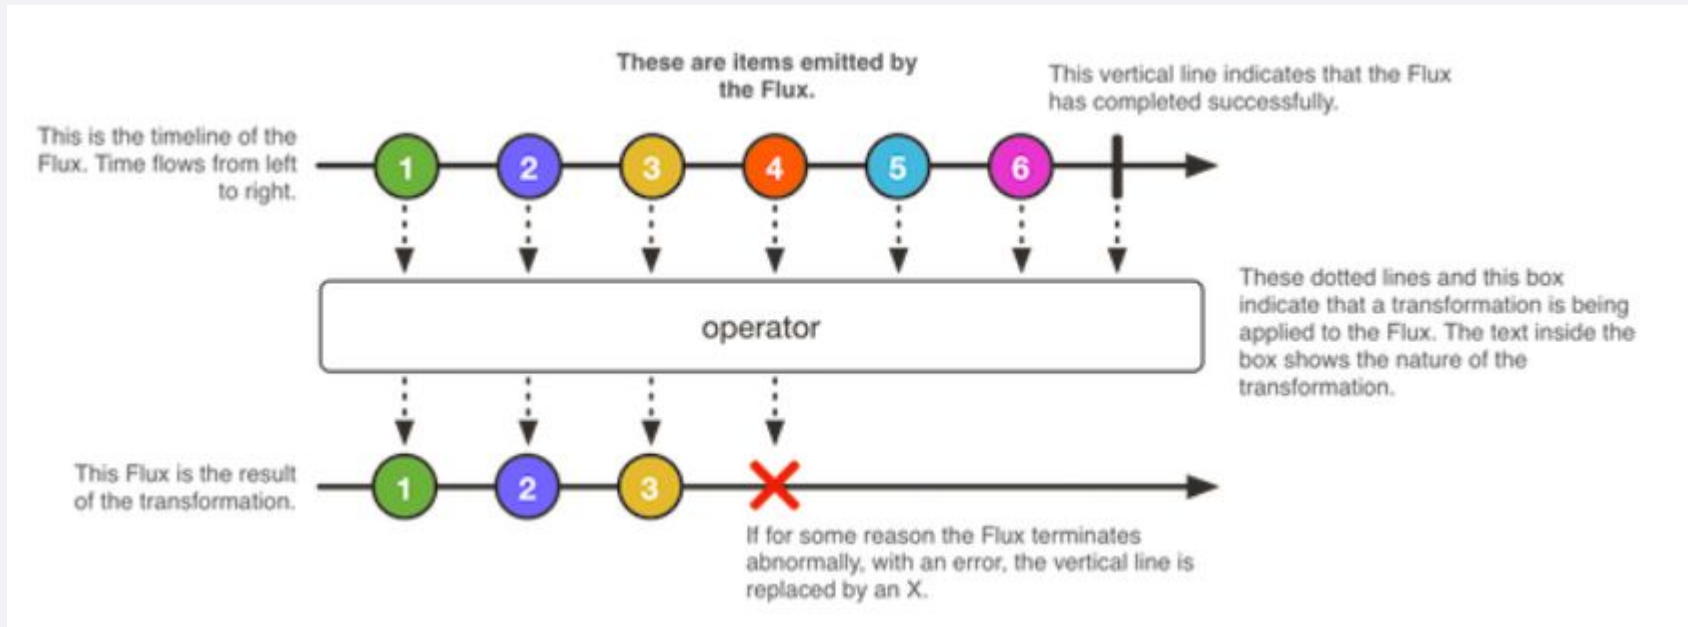 These are items emitted by
the Flux.
This vertical line indicates that the Flux
has completed successfully.
This is the timeline of the
Flux. Time flows from left
to right.
1 2 3 4 5 6
These dotted lines and this box
indicate that a transformation is being
applied to the Flux. The text inside the
box shows the nature of the
transformation.
operator
This Flux is the result
of the transformation.
1 2 3
If for some reason the Flux terminates
abnormally, with an error, the vertical line is
replaced by an X.